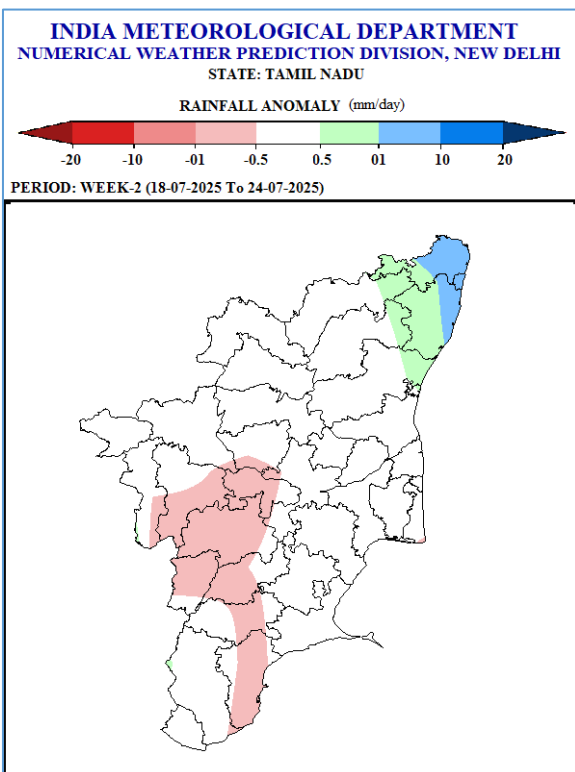 INDIA METEOROLOGICAL DEPARTMENT
NUMERICAL WEATHER PREDICTION DIVISION, NEW DELHI
STATE: TAMIL NADU
RAINFALL ANOMALY (mm/day)
-20 -10 -01 -0.5 0.5 01 10 20
PERIOD: WEEK-2 (18-07-2025 To 24-07-2025)